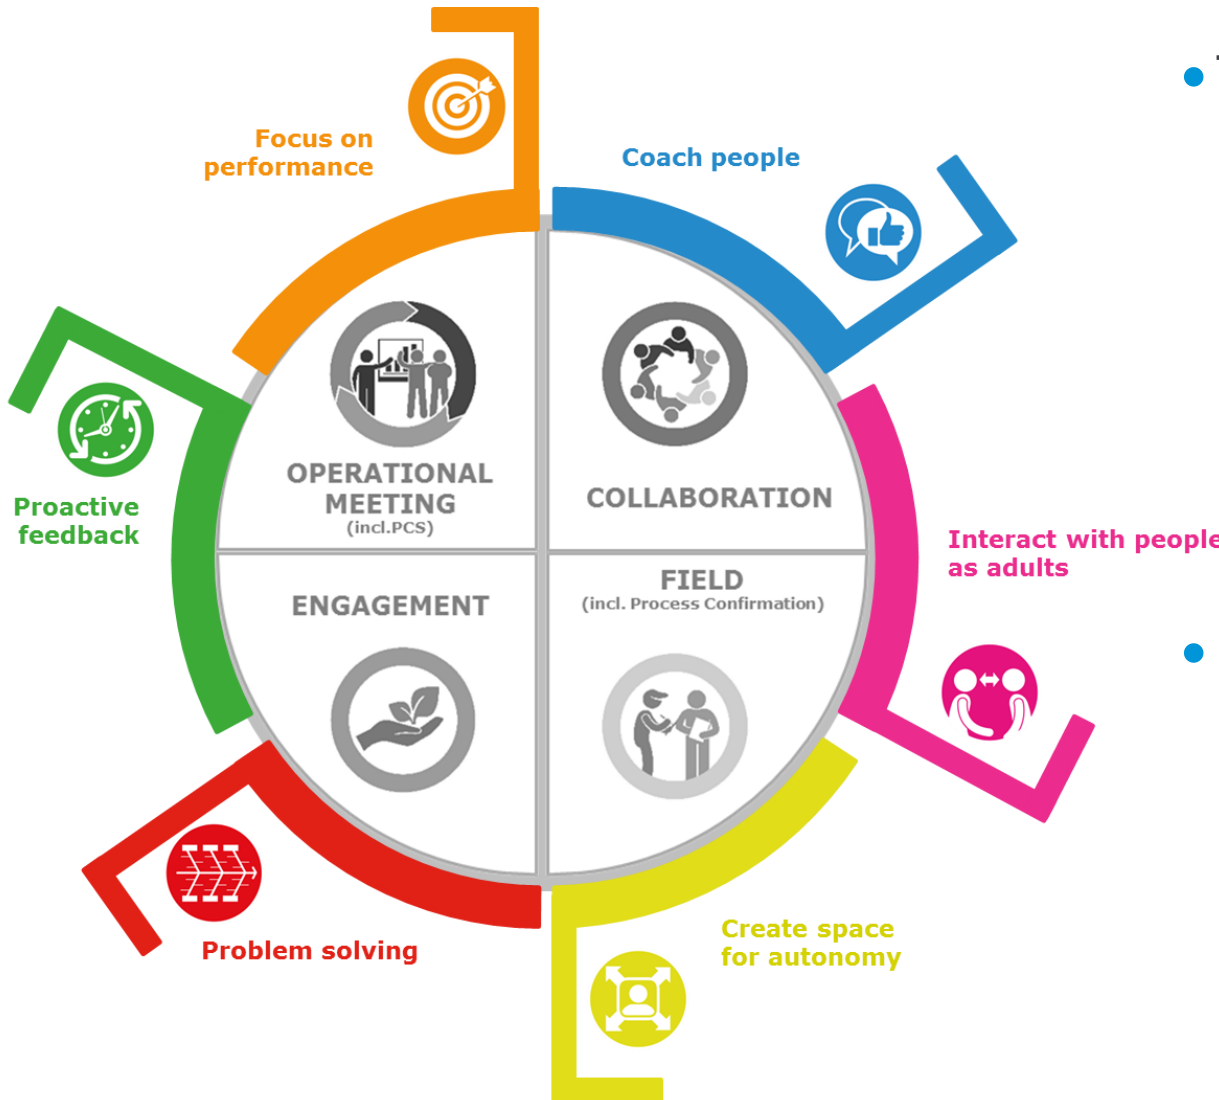 Focus on
performance
Coach people
Proactive
feedback
OPERATIONAL
MEETING
(incl.PCS)
COLLABORATION
Interact with people
as adults
ENGAGEMENT
FIELD
(incl. Process Confirmation)
Problem solving
Create space
for autonomy